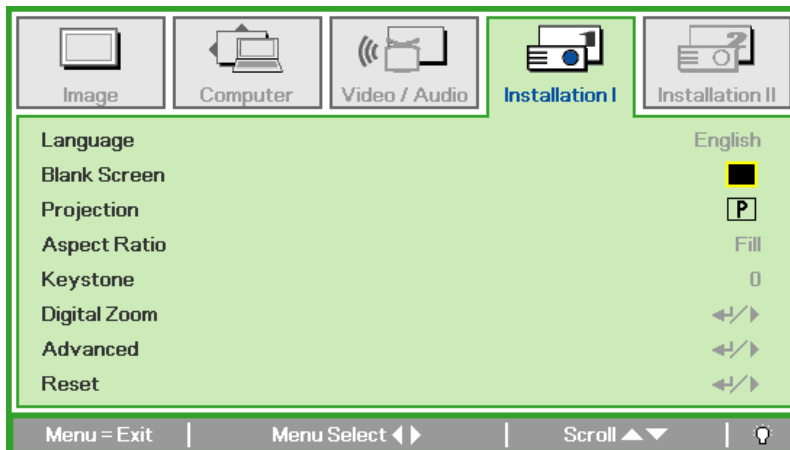 Image Computer Video / Audio Installation I Installation II
Language English
Blank Screen
Projection P
Aspect Ratio Fill
Keystone 0
Digital Zoom
Advanced
Reset
Menu = Exit Menu Select Scroll